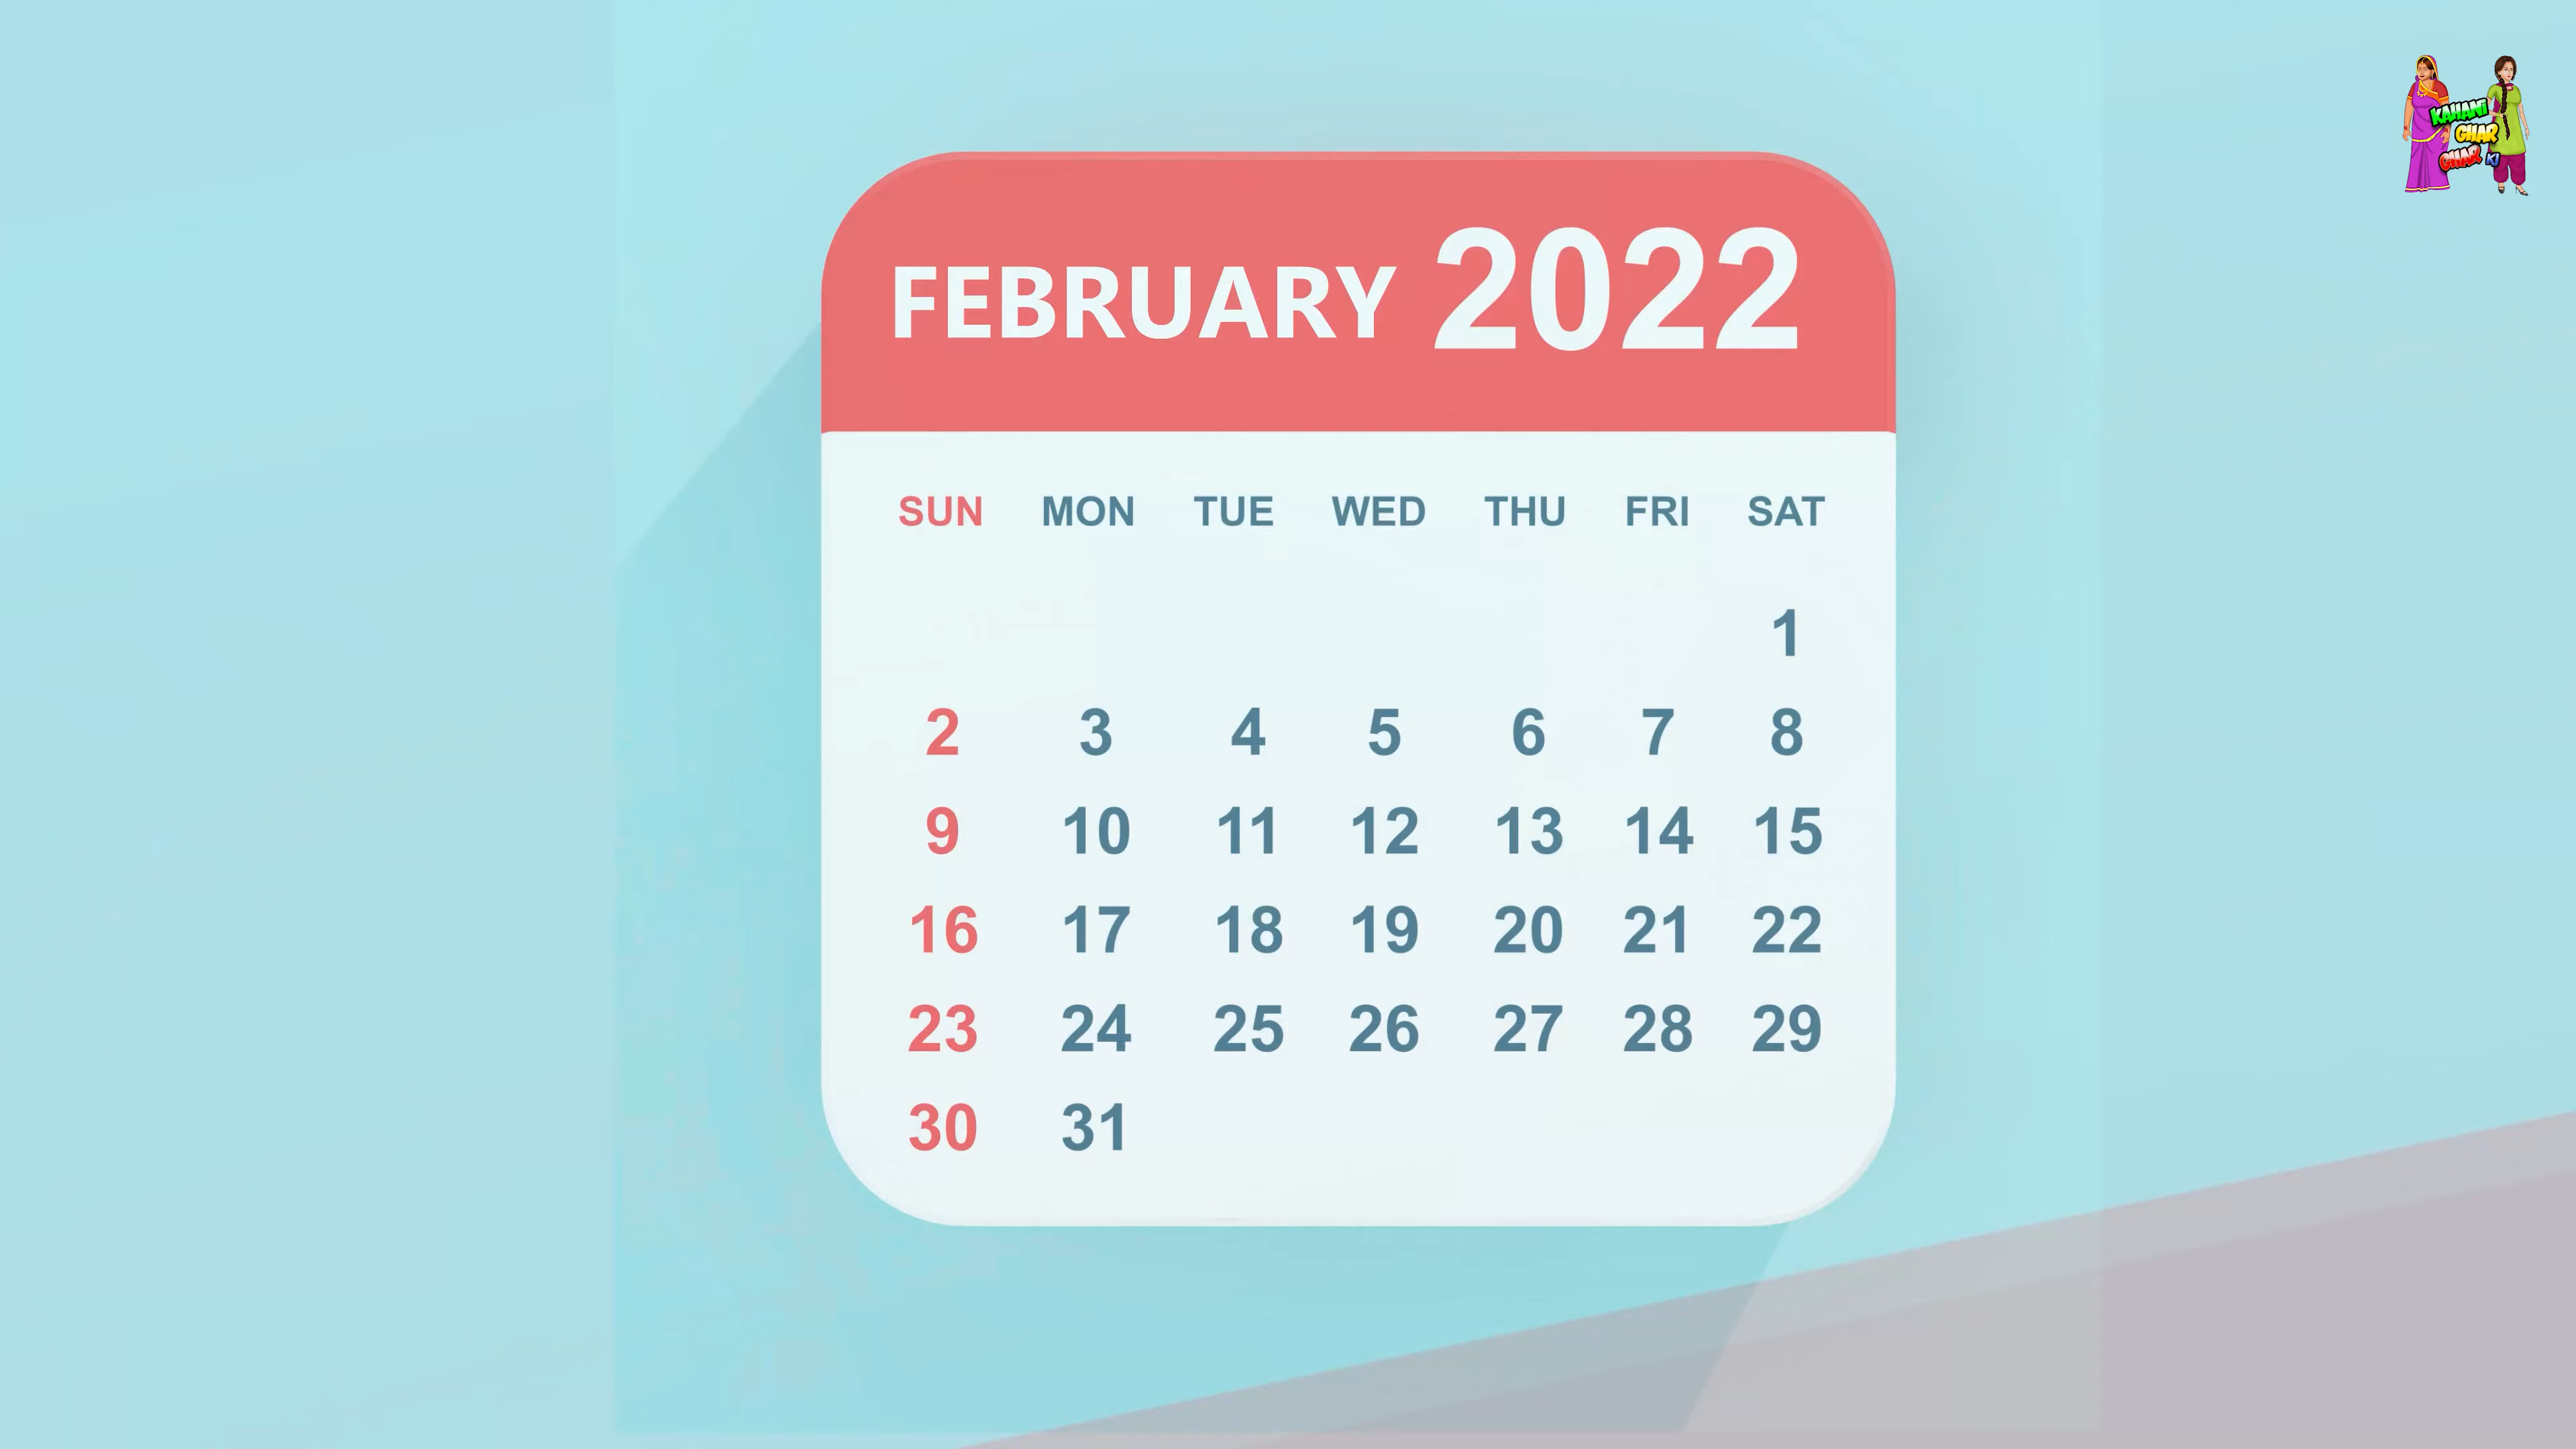 KAHANI
GHAR
GHAR KI
FEBRUARY 2022
SUN MON TUE WED THU FRI SAT
1
2 3 4 5 6 7 8
9 10 11 12 13 14 15
16 17 18 19 20 21 22
23 24 25 26 27 28 29
30 31